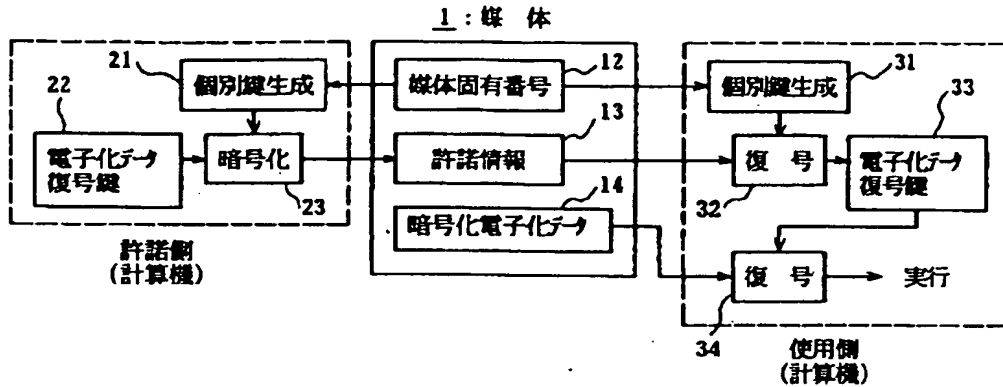 1：媒　体
21
個別鍵生成
22
電子化データ
復号鍵
暗号化
23
許諾側
(計算機)
12
媒体固有番号
13
許諾情報
14
暗号化電子化データ
31
個別鍵生成
33
復　号
32
電子化データ
復号鍵
復　号
34
実行
使用側
(計算機)